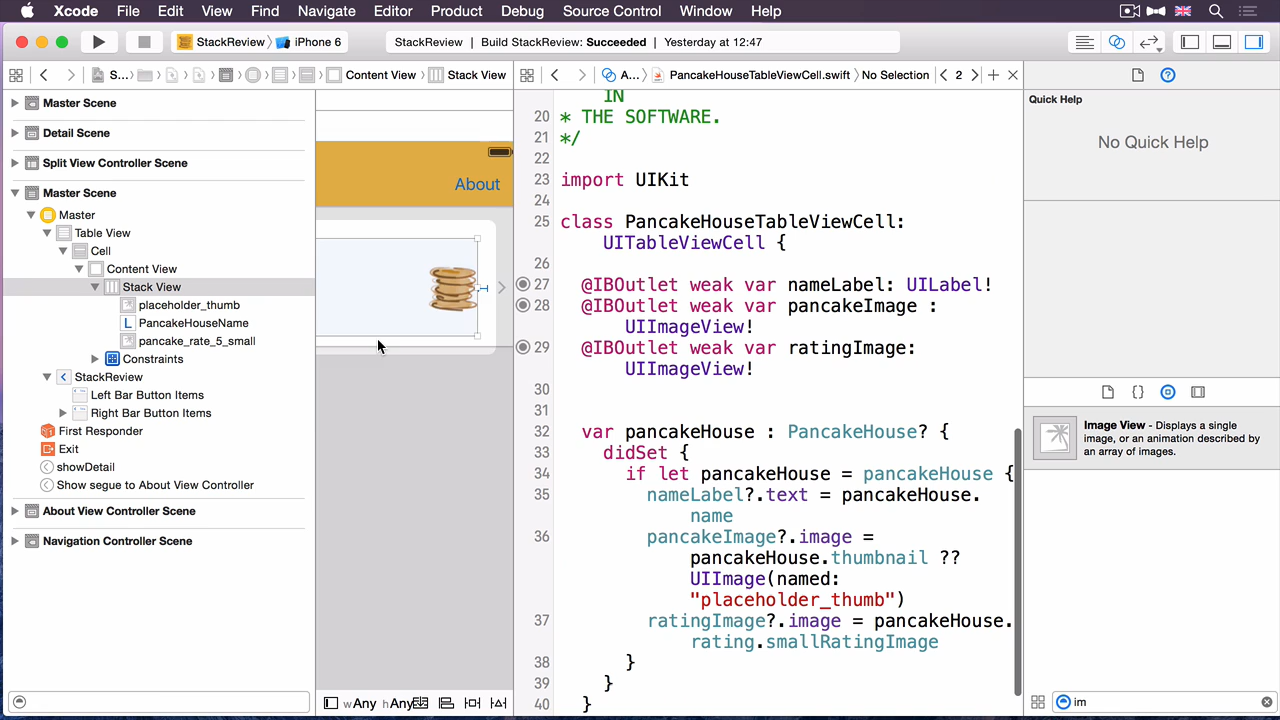 Xcode File Edit View Find Navigate Editor Product Debug Source Control Window Help
StackReview iPhone 6
StackReview | Build StackReview: Succeeded | Yesterday at 12:47
S... Content View Stack View
A... PancakeHouseTableViewCell.swift No Selection 2
Master Scene
Detail Scene
Split View Controller Scene
Master Scene
Master
Table View
Cell
Content View
Stack View
placeholder_thumb
L PancakeHouseName
pancake_rate_5_small
Constraints
StackReview
Left Bar Button Items
Right Bar Button Items
First Responder
Exit
showDetail
Show segue to About View Controller
About View Controller Scene
Navigation Controller Scene
About
wAny hAny
IN
20 * THE SOFTWARE.
21 */
22
23 import UIKit
24
25 class PancakeHouseTableViewCell:
UITableViewCell {
26
27 @IBOutlet weak var nameLabel: UILabel!
28 @IBOutlet weak var pancakeImage :
UIImageView!
29 @IBOutlet weak var ratingImage:
UIImageView!
30
31
32 var pancakeHouse : PancakeHouse? {
33 didSet {
34 if let pancakeHouse = pancakeHouse {
35 nameLabel?.text = pancakeHouse.
name
36 pancakeImage?.image =
pancakeHouse.thumbnail ??
UIImage(named:
"placeholder_thumb")
37 ratingImage?.image = pancakeHouse.
rating.smallRatingImage
38 }
39 }
40 }
Quick Help
No Quick Help
Image View - Displays a single
image, or an animation described by
an array of images.
im